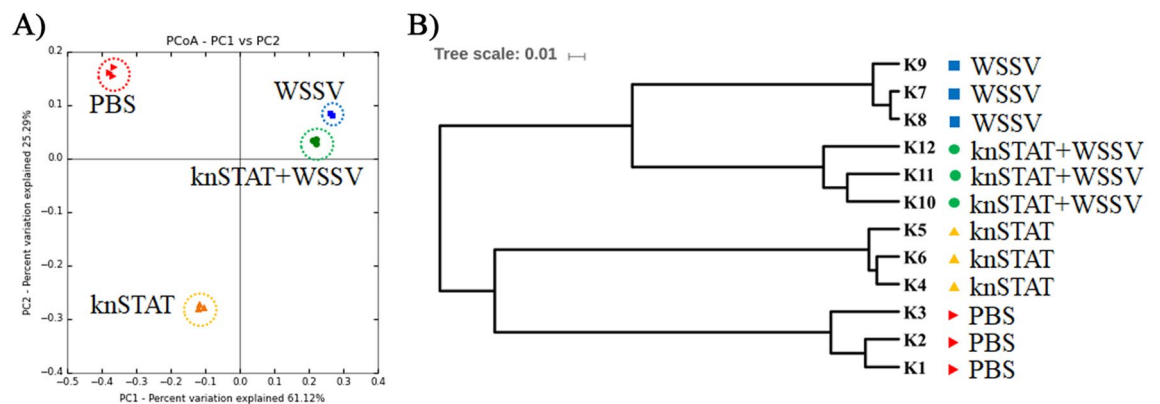 A)
PCoA - PC1 vs PC2
0.2
0.1
0.0
−0.1
−0.2
−0.3
−0.4
PC2 - Percent variation explained 25.29%
PBS
WSSV
knSTAT+WSSV
knSTAT
−0.5 −0.4 −0.3 −0.2 −0.1 0.0 0.1 0.2 0.3 0.4
PC1 - Percent variation explained 61.12%
B)
Tree scale: 0.01
K9 WSSV
K7 WSSV
K8 WSSV
K12 knSTAT+WSSV
K11 knSTAT+WSSV
K10 knSTAT+WSSV
K5 knSTAT
K6 knSTAT
K4 knSTAT
K3 PBS
K2 PBS
K1 PBS